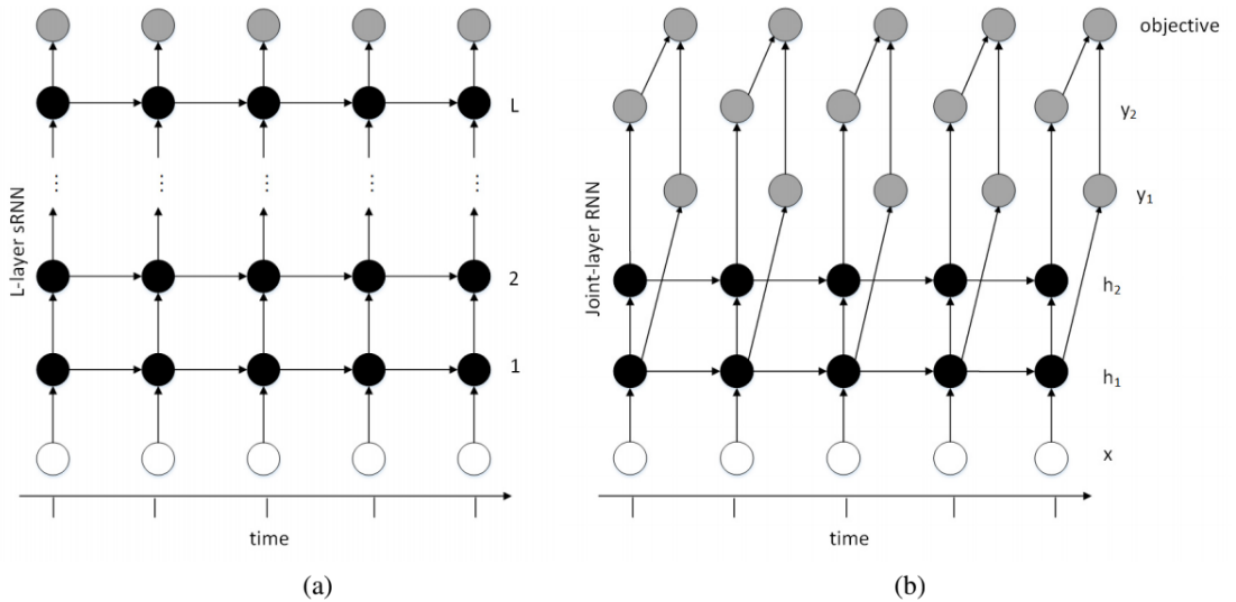 L-layer sRNN
L
⋮
⋮
⋮
⋮
⋮
2
1
time
(a)
Joint-layer RNN
objective
y₂
y₁
h₂
h₁
x
time
(b)